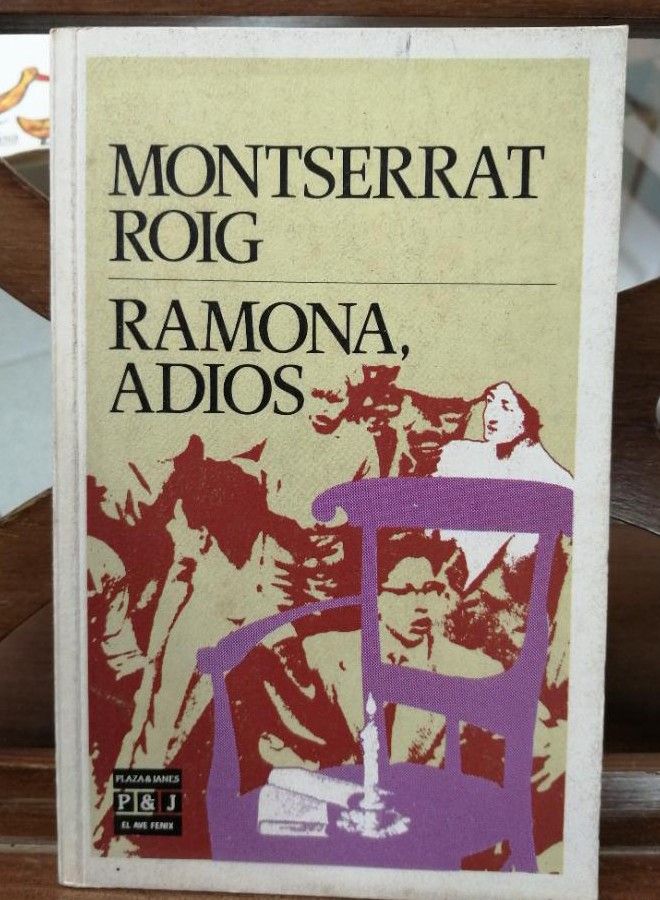 MONTSERRAT
ROIG
RAMONA,
ADIOS
PLAZA & JANES
P & J
EL AVE FENIX